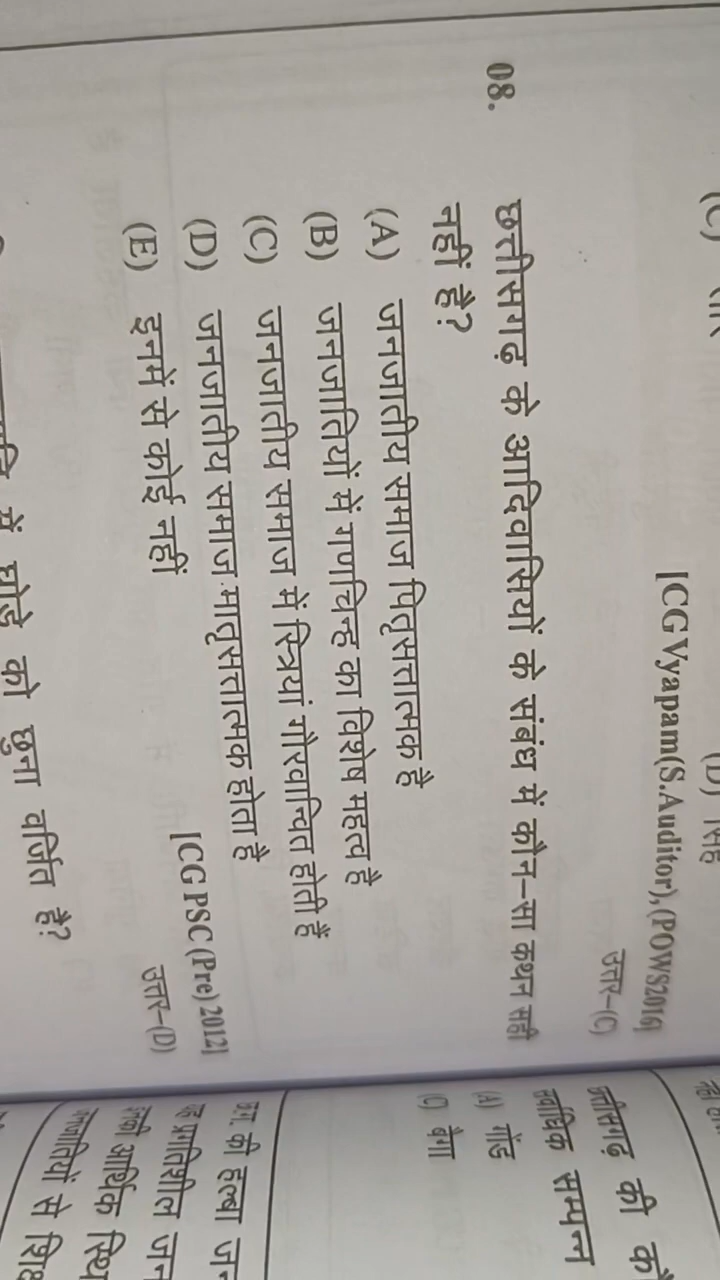 (C)
(D) सिंह
[CG Vyapam(S.Auditor),(POWS2016]
उत्तर–(C)
08. छत्तीसगढ़ के आदिवासियों के संबंध में कौन–सा कथन सही
नहीं है?
(A) जनजातीय समाज पितृसत्तात्मक है
(B) जनजातियों में गणचिन्ह का विशेष महत्व है
(C) जनजातीय समाज में स्त्रियां गौरवान्वित होती हैं
(D) जनजातीय समाज मातृसत्तात्मक होता है
(E) इनमें से कोई नहीं
[CG PSC (Pre) 2012]
उत्तर–(D)
में घोड़े को छूना वर्जित है?
छत्तीसगढ़ की
सर्वाधिक सम्पन्न
(A) गोंड
(C) बैगा
छ.ग. की हल्बा
प्रगतिशील
आर्थिक
से